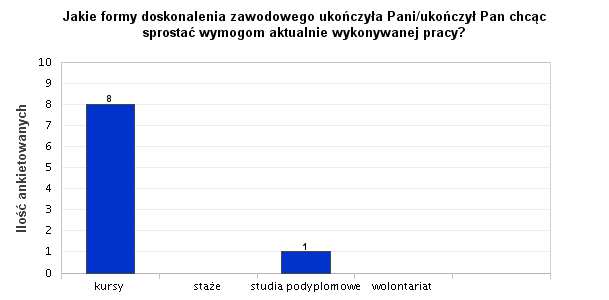 Jakie formy doskonalenia zawodowego ukończyła Pani/ukończył Pan chcąc
sprostać wymogom aktualnie wykonywanej pracy?
Ilość ankietowanych
10
9
8
7
6
5
4
3
2
1
0
8
1
kursy
staże
studia podyplomowe
wolontariat